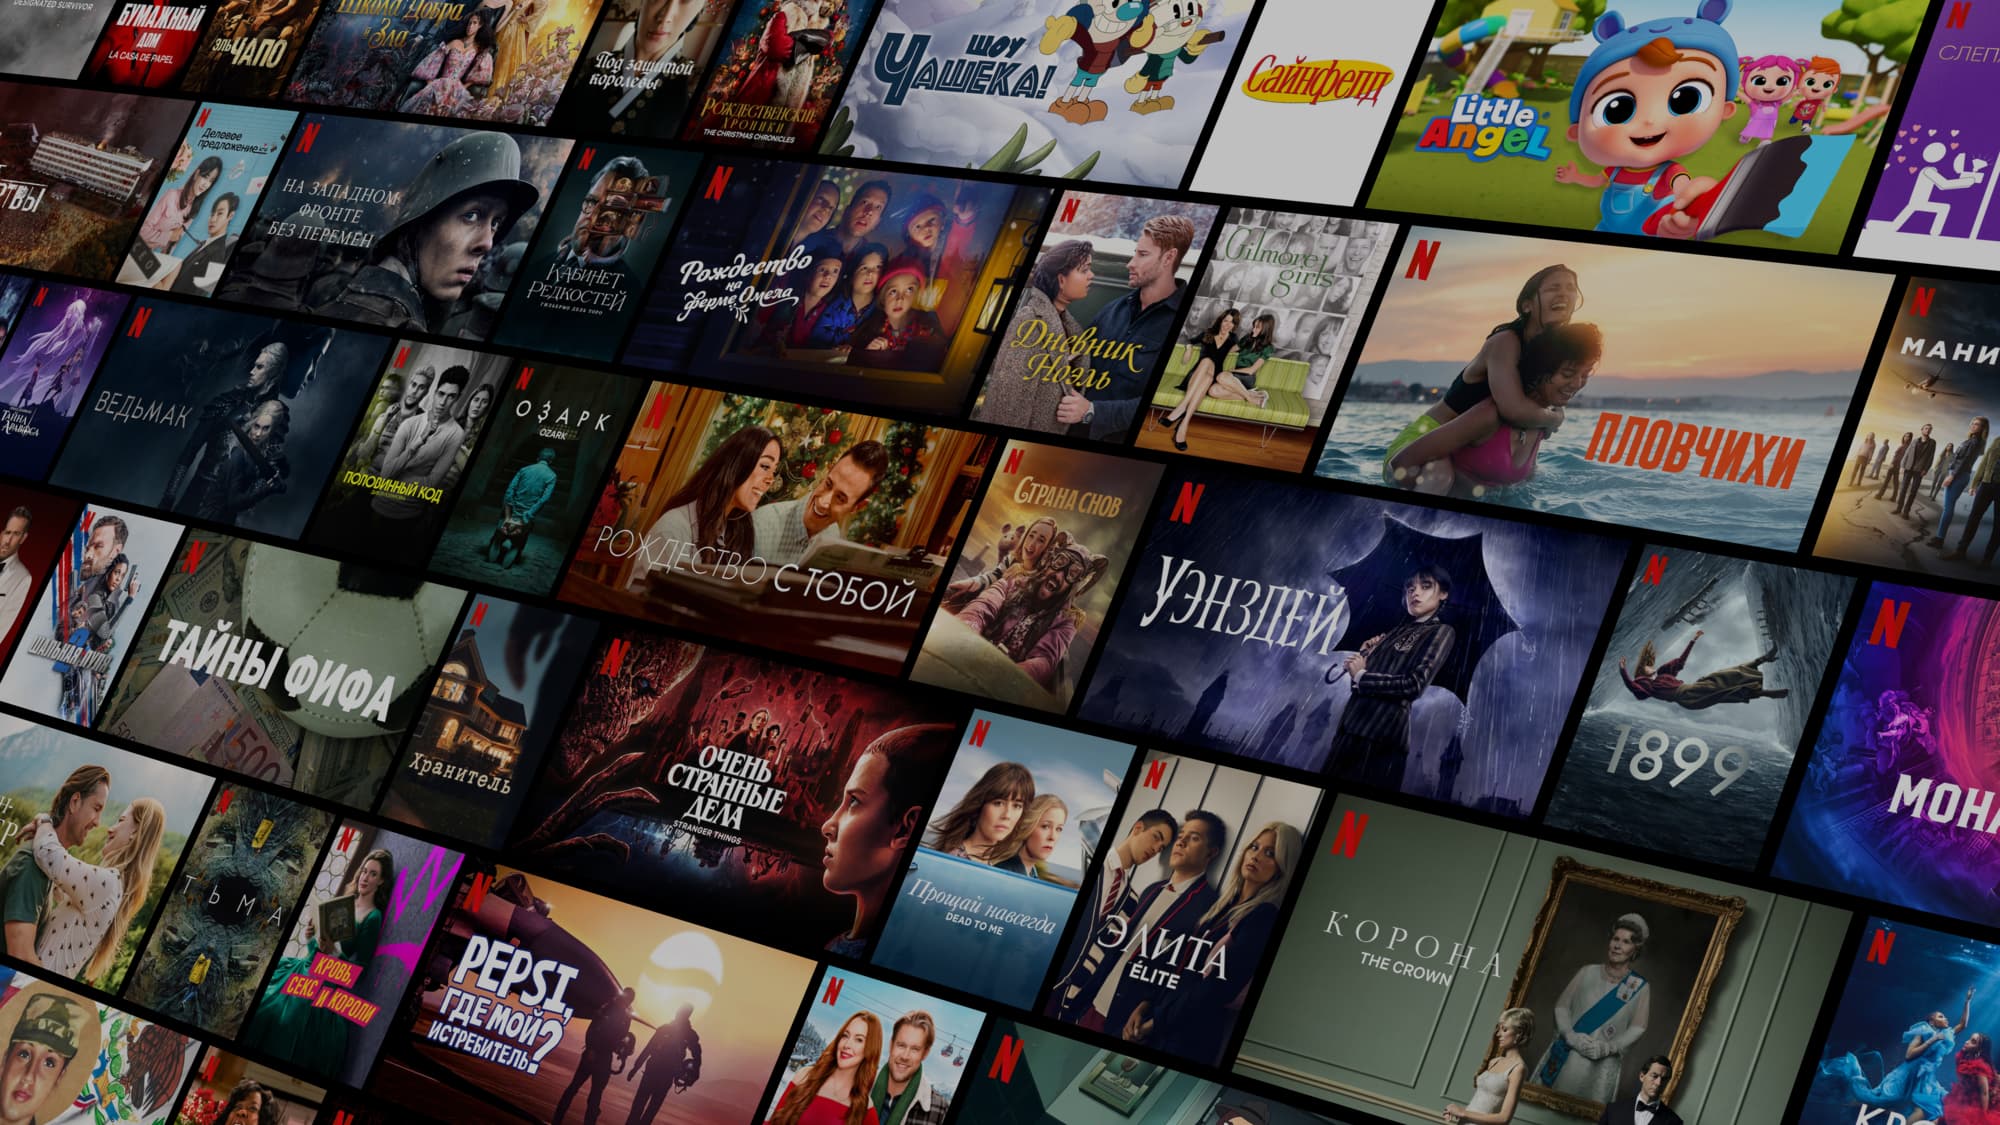 DESIGNATED SURVIVOR
БУМАЖНЫЙ
ДОМ
LA CASA DE PAPEL
ЭЛЬ ЧАПО
Школа Добра
и Зла
Под защитой
королевы
РОЖДЕСТВЕНСКИЕ
ХРОНИКИ
THE CHRISTMAS CHRONICLES
ШОУ
ЧАШЕКА!
Сайнфелд
Little
Angel
N
N
Деловое
предложение
N
НА ЗАПАДНОМ
ФРОНТЕ
БЕЗ ПЕРЕМЕН
N
КАБИНЕТ
РЕДКОСТЕЙ
ГИЛЬЕРМО ДЕЛЬ ТОРО
N
Рождество
на
ферме Омела
N
Дневник
Ноэль
Gilmore
girls
N
ПЛОВЧИХИ
N
МАНИ
N
ТАЙНА
N
ВЕДЬМАК
N
ПОЛОВИННЫЙ КОД
N
ОЗАРК
OZARK
N
РОЖДЕСТВО С ТОБОЙ
N
СТРАНА СНОВ
N
УЭНЗДЕЙ
N
1899
N
МОНА
N
ШАЛЬНАЯ ПУЛЯ
2
N
ТАЙНЫ ФИФА
N
Хранитель
N
ОЧЕНЬ
СТРАННЫЕ
ДЕЛА
STRANGER THINGS
N
Прощай навсегда
DEAD TO ME
N
ЭЛИТА
ÉLITE
N
КОРОНА
THE CROWN
N
N
ТЬМА
N
КРОВЬ,
СЕКС И КОРОЛИ
N
PEPSI,
ГДЕ МОЙ
ИСТРЕБИТЕЛЬ?
N
N
N
N